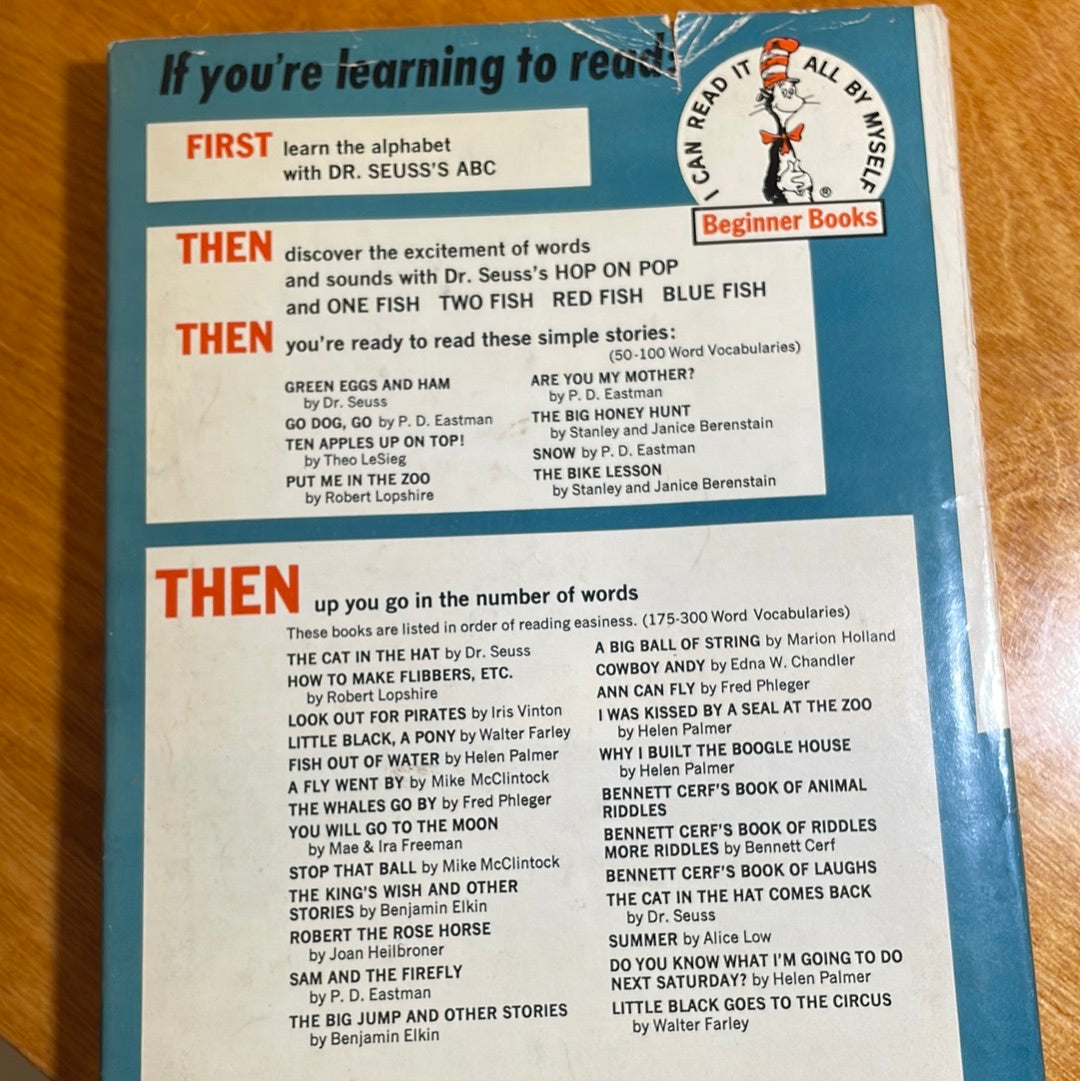 If you're learning to read:
I CAN READ IT ALL BY MYSELF
®
Beginner Books
FIRST learn the alphabet
with DR. SEUSS'S ABC
THEN discover the excitement of words
and sounds with Dr. Seuss's HOP ON POP
and ONE FISH TWO FISH RED FISH BLUE FISH
THEN you're ready to read these simple stories:
(50-100 Word Vocabularies)
GREEN EGGS AND HAM
by Dr. Seuss
GO DOG, GO by P. D. Eastman
TEN APPLES UP ON TOP!
by Theo LeSieg
PUT ME IN THE ZOO
by Robert Lopshire
ARE YOU MY MOTHER?
by P. D. Eastman
THE BIG HONEY HUNT
by Stanley and Janice Berenstain
SNOW by P. D. Eastman
THE BIKE LESSON
by Stanley and Janice Berenstain
THEN up you go in the number of words
These books are listed in order of reading easiness. (175-300 Word Vocabularies)
THE CAT IN THE HAT by Dr. Seuss
HOW TO MAKE FLIBBERS, ETC.
by Robert Lopshire
LOOK OUT FOR PIRATES by Iris Vinton
LITTLE BLACK, A PONY by Walter Farley
FISH OUT OF WATER by Helen Palmer
A FLY WENT BY by Mike McClintock
THE WHALES GO BY by Fred Phleger
YOU WILL GO TO THE MOON
by Mae & Ira Freeman
STOP THAT BALL by Mike McClintock
THE KING'S WISH AND OTHER
STORIES by Benjamin Elkin
ROBERT THE ROSE HORSE
by Joan Heilbroner
SAM AND THE FIREFLY
by P. D. Eastman
THE BIG JUMP AND OTHER STORIES
by Benjamin Elkin
A BIG BALL OF STRING by Marion Holland
COWBOY ANDY by Edna W. Chandler
ANN CAN FLY by Fred Phleger
I WAS KISSED BY A SEAL AT THE ZOO
by Helen Palmer
WHY I BUILT THE BOOGLE HOUSE
by Helen Palmer
BENNETT CERF'S BOOK OF ANIMAL
RIDDLES
BENNETT CERF'S BOOK OF RIDDLES
MORE RIDDLES by Bennett Cerf
BENNETT CERF'S BOOK OF LAUGHS
THE CAT IN THE HAT COMES BACK
by Dr. Seuss
SUMMER by Alice Low
DO YOU KNOW WHAT I'M GOING TO DO
NEXT SATURDAY? by Helen Palmer
LITTLE BLACK GOES TO THE CIRCUS
by Walter Farley